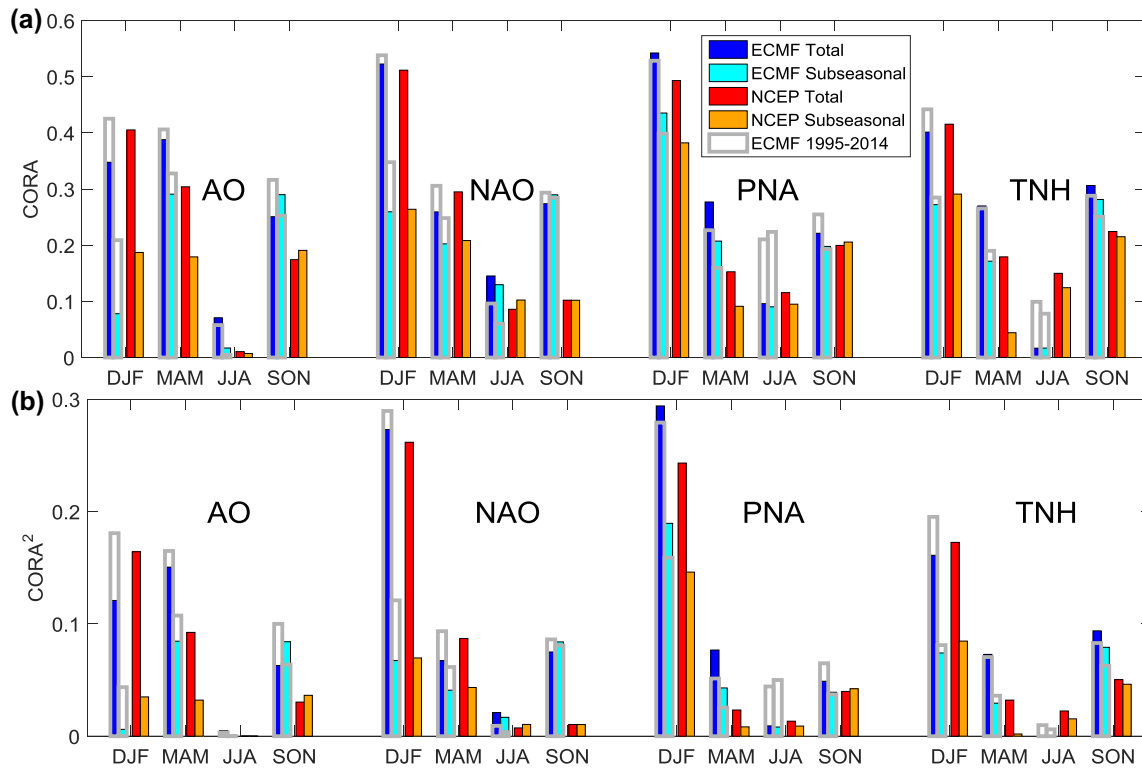 (a)
CORA
0.6
0.5
0.4
0.3
0.2
0.1
0
AO
NAO
PNA
TNH
ECMF Total
ECMF Subseasonal
NCEP Total
NCEP Subseasonal
ECMF 1995-2014
DJF MAM JJA SON
DJF MAM JJA SON
DJF MAM JJA SON
DJF MAM JJA SON
(b)
CORA²
0.3
0.2
0.1
0
AO
NAO
PNA
TNH
DJF MAM JJA SON
DJF MAM JJA SON
DJF MAM JJA SON
DJF MAM JJA SON